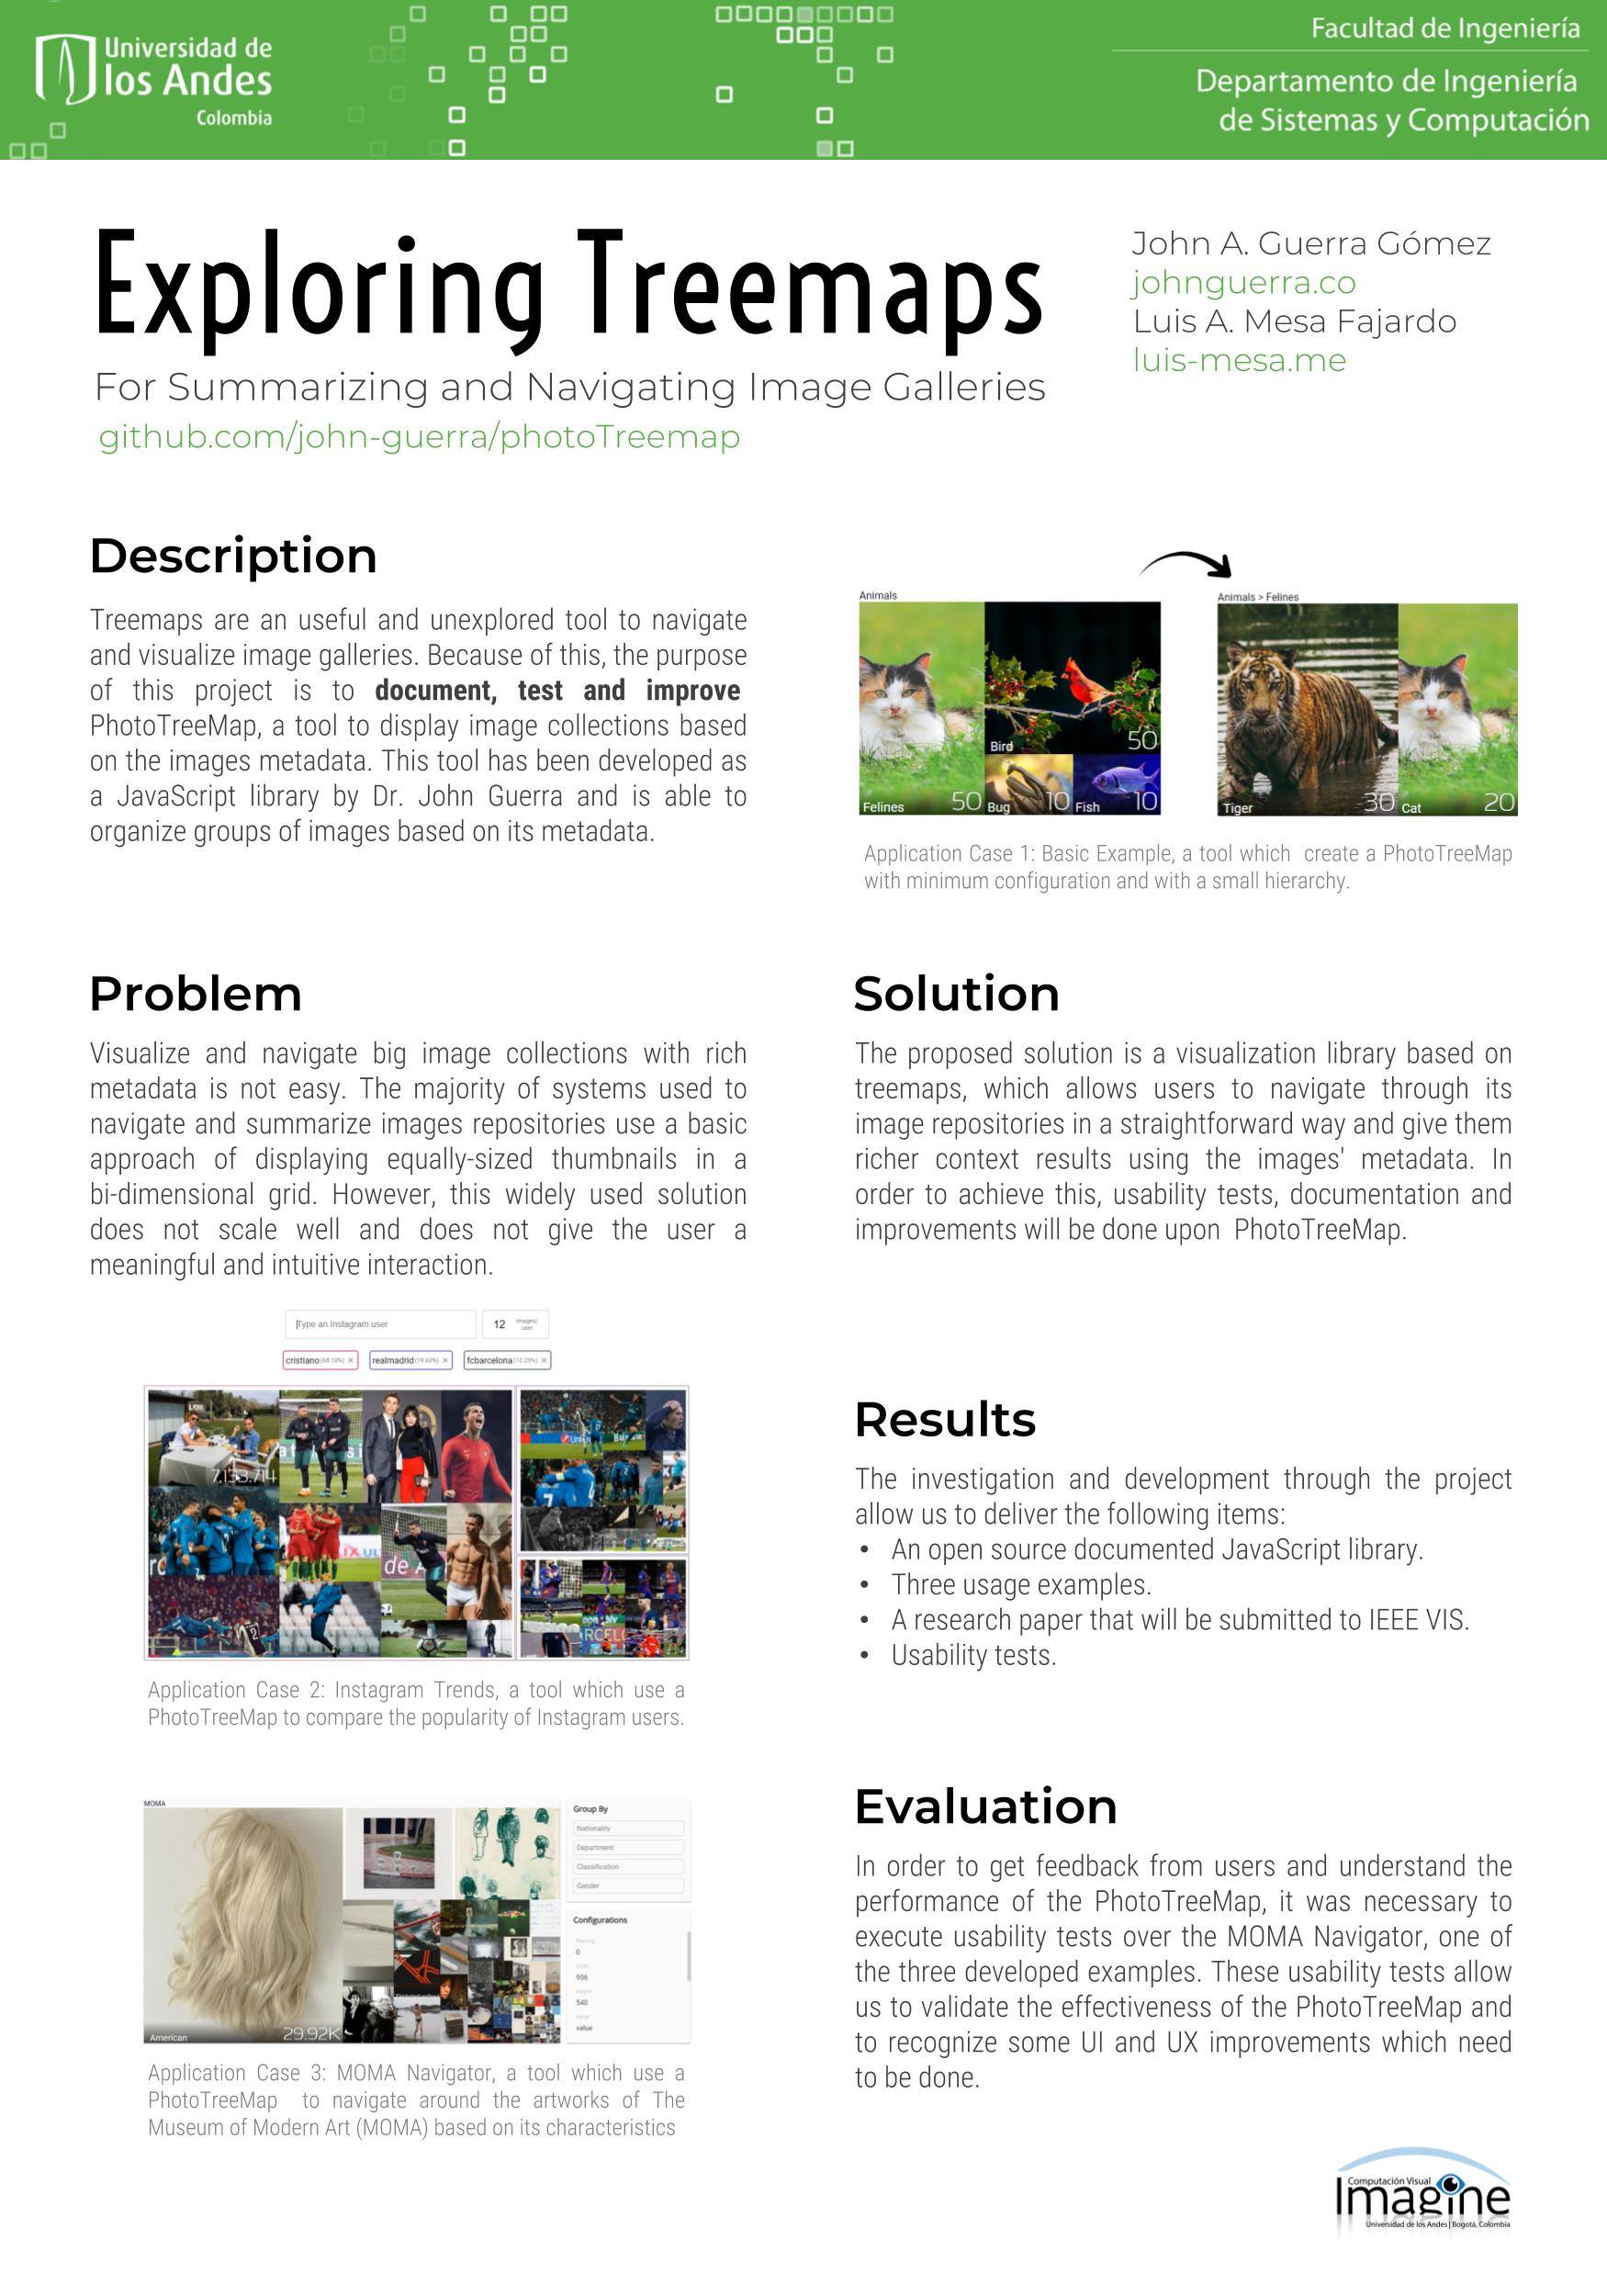 Universidad de
los Andes
Colombia
Facultad de Ingeniería
Departamento de Ingeniería
de Sistemas y Computación
Exploring Treemaps
For Summarizing and Navigating Image Galleries
github.com/john-guerra/photoTreemap
John A. Guerra Gómez
johnguerra.co
Luis A. Mesa Fajardo
luis-mesa.me
Description
Treemaps are an useful and unexplored tool to navigate
and visualize image galleries. Because of this, the purpose
of this project is to document, test and improve
PhotoTreeMap, a tool to display image collections based
on the images metadata. This tool has been developed as
a JavaScript library by Dr. John Guerra and is able to
organize groups of images based on its metadata.
Animals
Felines 50
Bird 50
Bug 10
Fish 10
Animals > Felines
Tiger 30
Cat 20
Application Case 1: Basic Example, a tool which create a PhotoTreeMap
with minimum configuration and with a small hierarchy.
Problem
Visualize and navigate big image collections with rich
metadata is not easy. The majority of systems used to
navigate and summarize images repositories use a basic
approach of displaying equally-sized thumbnails in a
bi-dimensional grid. However, this widely used solution
does not scale well and does not give the user a
meaningful and intuitive interaction.
Solution
The proposed solution is a visualization library based on
treemaps, which allows users to navigate through its
image repositories in a straightforward way and give them
richer context results using the images' metadata. In
order to achieve this, usability tests, documentation and
improvements will be done upon PhotoTreeMap.
Type an Instagram user
12 images/
user
cristiano (68.10%) × realmadrid (19.60%) × fcbarcelona (12.29%) ×
7,133,714
Application Case 2: Instagram Trends, a tool which use a
PhotoTreeMap to compare the popularity of Instagram users.
Results
The investigation and development through the project
allow us to deliver the following items:
• An open source documented JavaScript library.
• Three usage examples.
• A research paper that will be submitted to IEEE VIS.
• Usability tests.
MOMA
American 29.92K
Group By
Nationality
Department
Classification
Gender
Configurations
Padding
0
Width
956
Height
540
Value
value
Application Case 3: MOMA Navigator, a tool which use a
PhotoTreeMap to navigate around the artworks of The
Museum of Modern Art (MOMA) based on its characteristics
Evaluation
In order to get feedback from users and understand the
performance of the PhotoTreeMap, it was necessary to
execute usability tests over the MOMA Navigator, one of
the three developed examples. These usability tests allow
us to validate the effectiveness of the PhotoTreeMap and
to recognize some UI and UX improvements which need
to be done.
Computación Visual
Imagine
Universidad de los Andes | Bogotá, Colombia